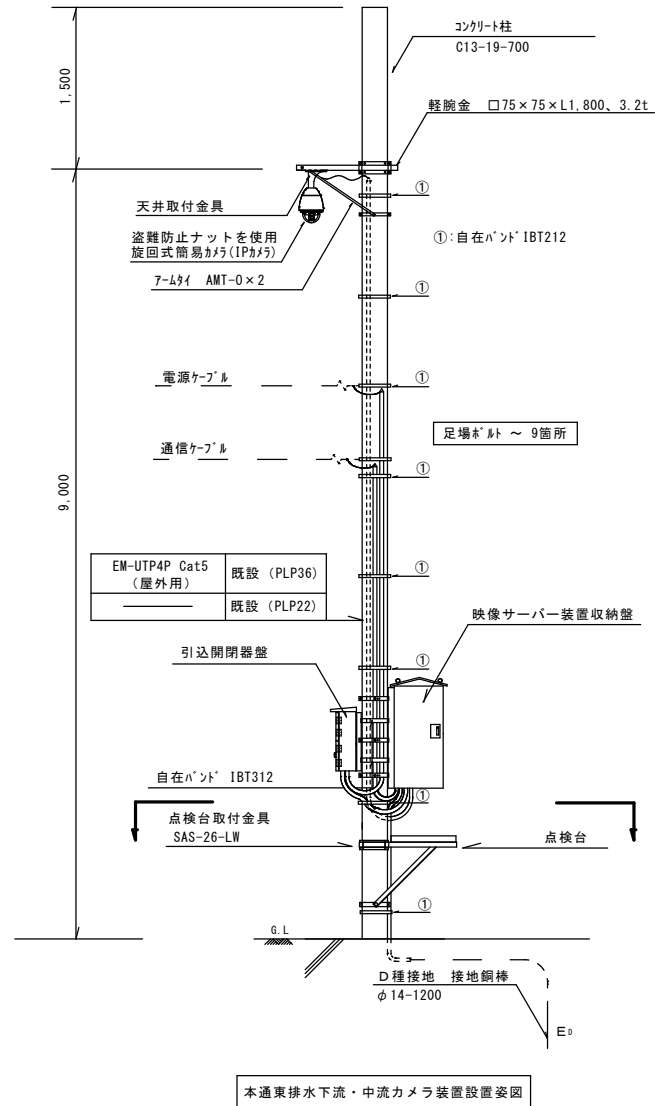 1,500
コンクリート柱
C13-19-700
軽腕金 □75×75×L1,800、3.2t
①
天井取付金具
盗難防止ナットを使用
旋回式簡易カメラ(IPカメラ)
①:自在バンド IBT212
アームタイ AMT-0×2
①
電源ケーブル
①
足場ボルト ～ 9箇所
通信ケーブル
①
9,000
EM-UTP4P Cat5
(屋外用)
既設 (PLP36)
既設 (PLP22)
①
映像サーバー装置収納盤
引込開閉器盤
①
自在バンド IBT312
①
点検台取付金具
SAS-26-LW
点検台
①
G.L
D種接地 接地銅棒
φ14-1200
ED
本通東排水下流・中流カメラ装置設置姿図